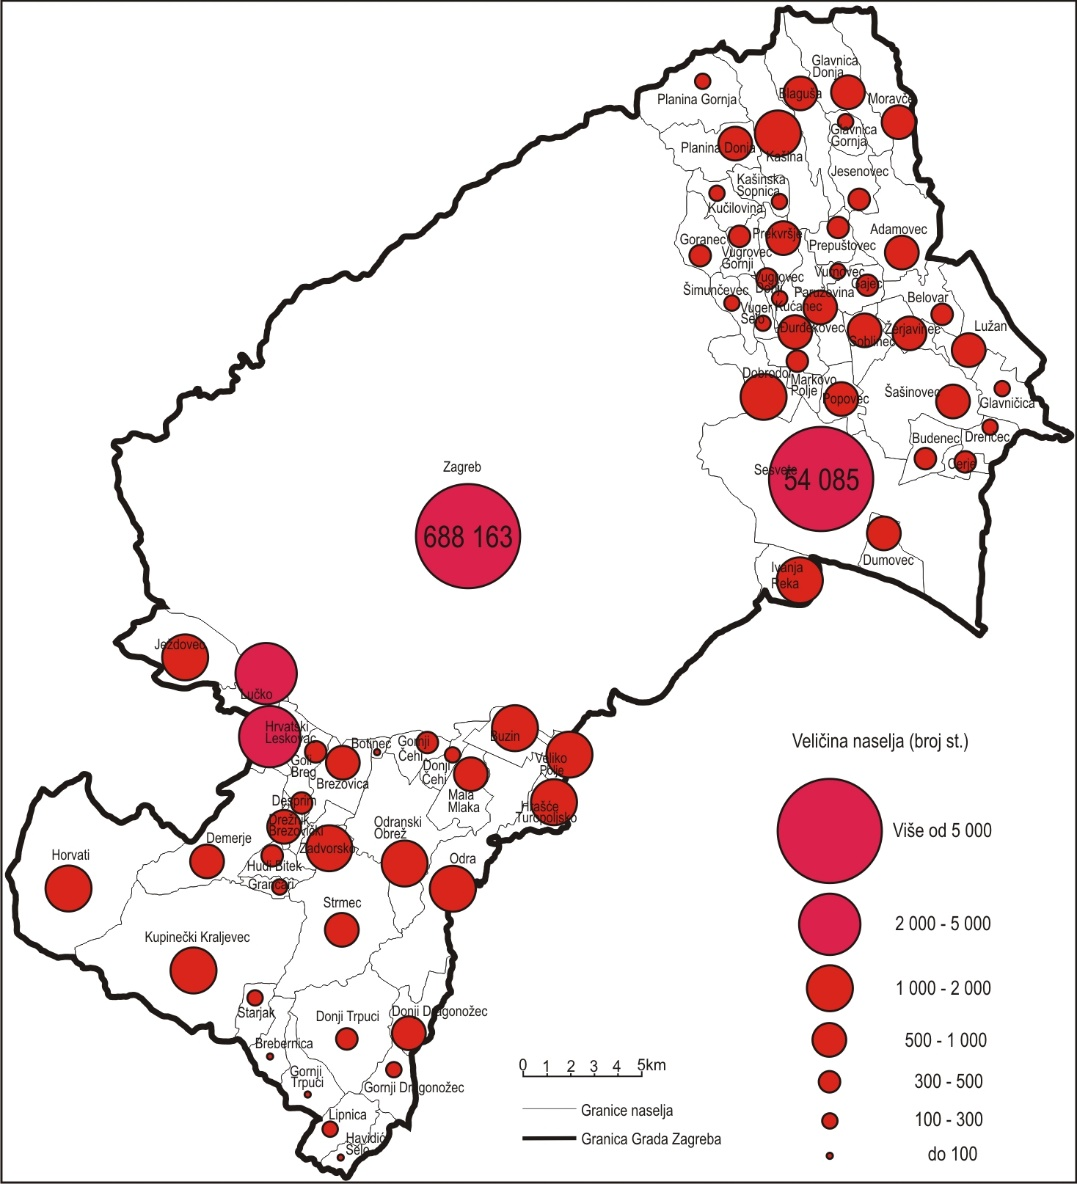 Glavnica
Donja
Blaguša
Moravče
Planina Gornja
Glavnica
Gornja
Planina Donja
Kašina
Jesenovec
Kašinska
Sopnica
Kučilovina
Prekvršje
Adamovec
Goranec
Prepuštovec
Vugrovec
Gornji
Vurnovec
Vugrovec
Donji
Gajec
Šimunčevec
Paruževina
Belovar
Kućanec
Vuger
Selo
Đurđekovec
Soblinec
Žerjavinec
Lužan
Dobrodol
Markovo
Polje
Popovec
Šašinovec
Glavničica
Drenčec
Budenec
Cerje
Sesvete
54 085
Zagreb
688 163
Dumovec
Ivanja
Reka
Ježdovec
Lučko
Hrvatski
Leskovac
Botinec
Gornji
Čehi
Buzin
Goli
Breg
Brezovica
Donji
Čehi
Veliko
Polje
Mala
Mlaka
Desprim
Hrašće
Turopoljsko
Drežnik
Brezovički
Odranski
Obrež
Demerje
Zadvorsko
Horvati
Hudi Bitek
Odra
Grančari
Strmec
Kupinečki Kraljevec
Starjak
Donji Trpuci
Donji Dragonožec
Brebernica
Gornji
Trpuci
Gornji Dragonožec
Lipnica
Havidić
Selo
Veličina naselja (broj st.)
Više od 5 000
2 000 - 5 000
1 000 - 2 000
500 - 1 000
300 - 500
100 - 300
do 100
0 1 2 3 4 5km
Granice naselja
Granica Grada Zagreba